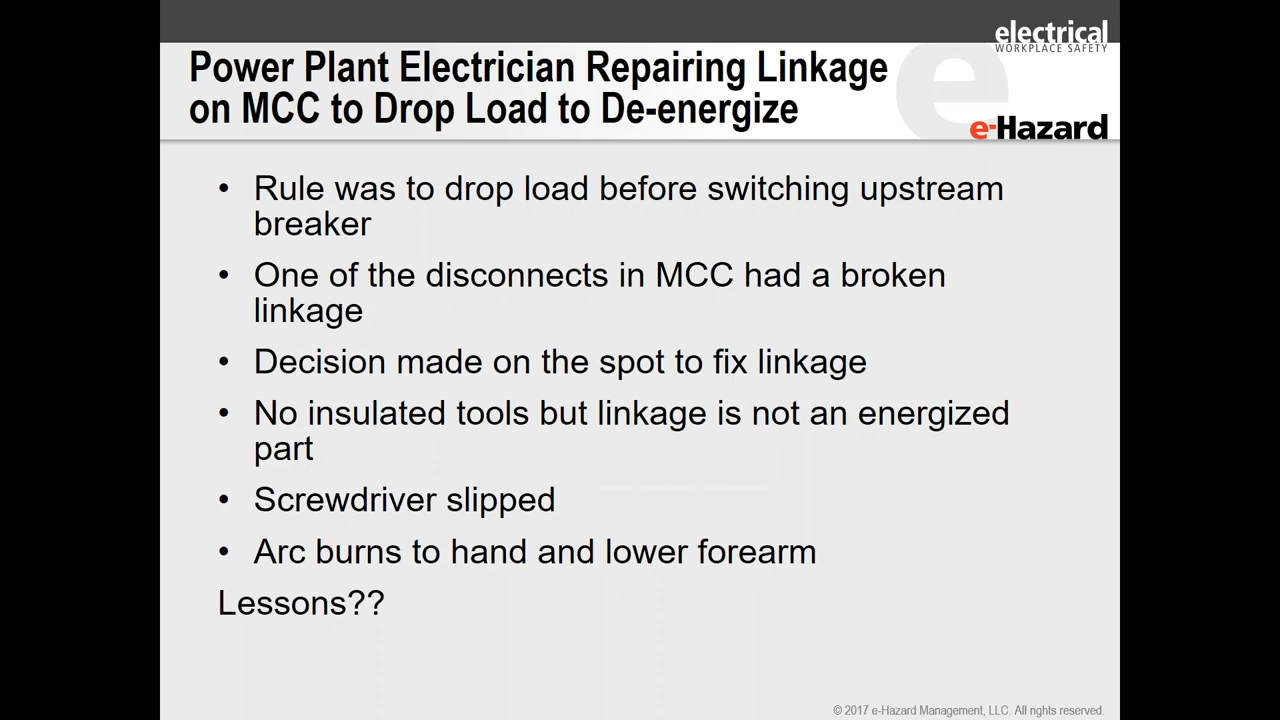 electrical
WORKPLACE SAFETY
Power Plant Electrician Repairing Linkage
on MCC to Drop Load to De-energize
e-Hazard
• Rule was to drop load before switching upstream
breaker
• One of the disconnects in MCC had a broken
linkage
• Decision made on the spot to fix linkage
• No insulated tools but linkage is not an energized
part
• Screwdriver slipped
• Arc burns to hand and lower forearm
Lessons??
© 2017 e-Hazard Management, LLC. All rights reserved.